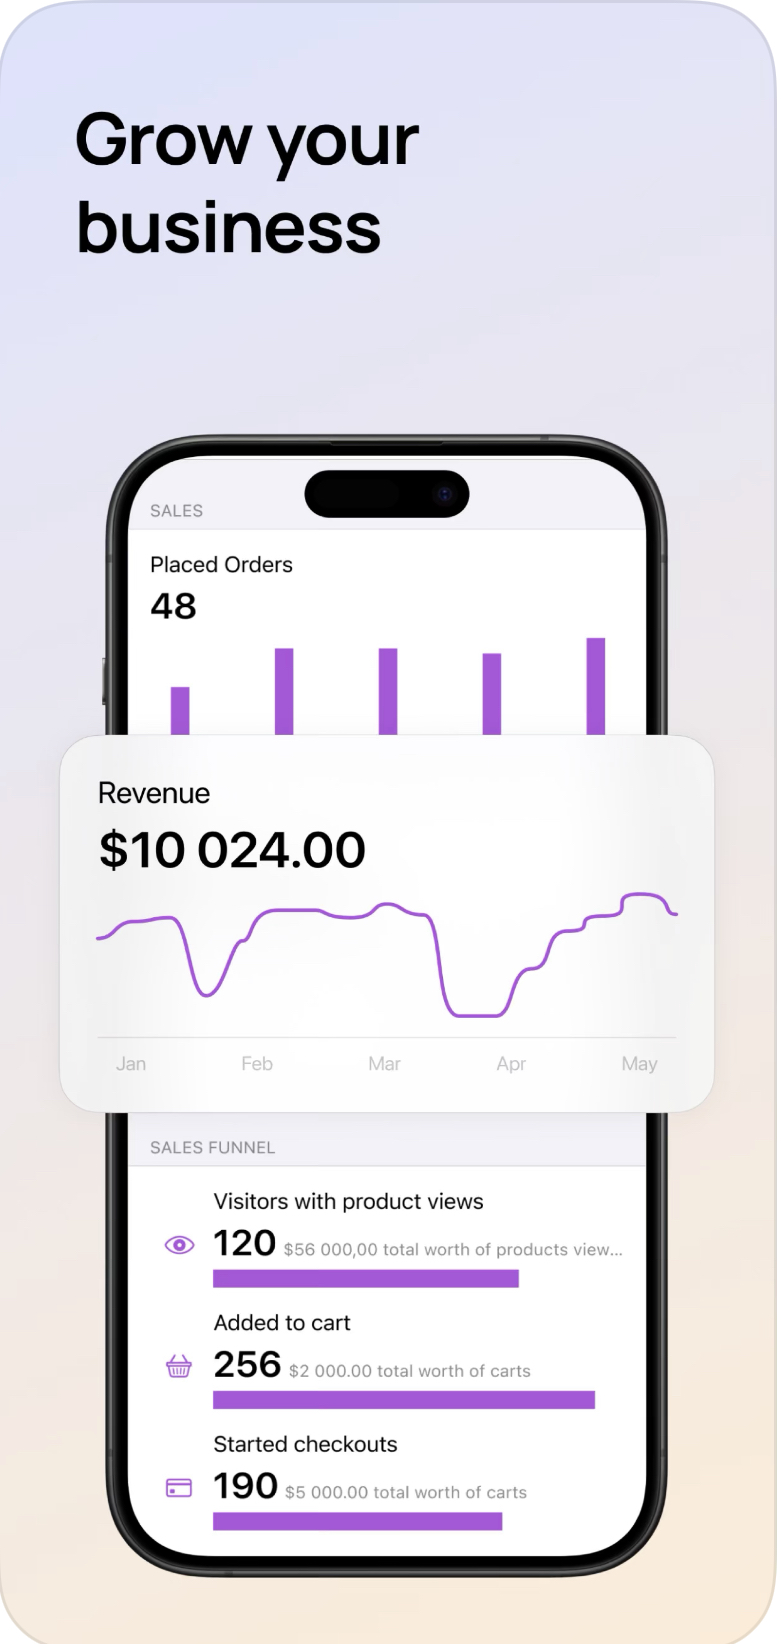 Grow your
business
SALES
Placed Orders
48
Revenue
$10 024.00
Jan Feb Mar Apr May
SALES FUNNEL
Visitors with product views
120 $56 000,00 total worth of products view...
Added to cart
256 $2 000.00 total worth of carts
Started checkouts
190 $5 000.00 total worth of carts